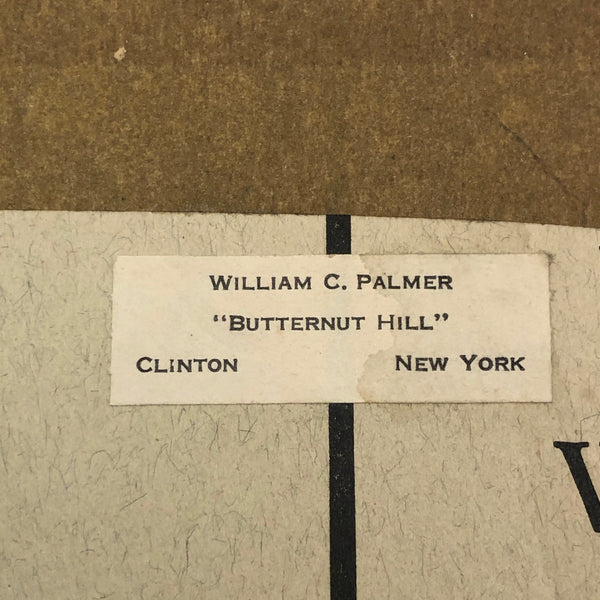 WILLIAM C. PALMER
"BUTTERNUT HILL"
CLINTON NEW YORK
W